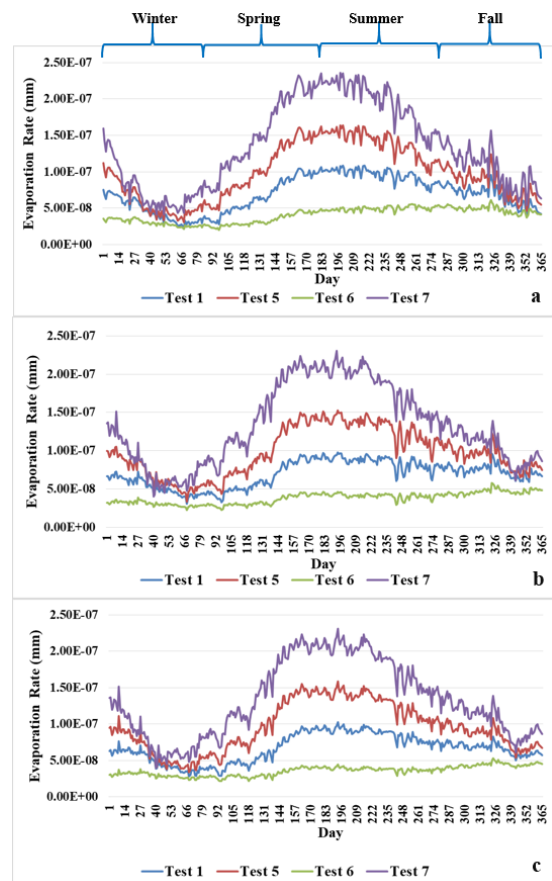 Winter Spring Summer Fall
2.50E-07
2.00E-07
1.50E-07
1.00E-07
5.00E-08
0.00E+00
Evaporation Rate (mm)
1 14 27 40 53 66 79 92 105 118 131 144 157 170 183 196 209 222 235 248 261 274 287 300 313 326 339 352 365
Day
a
Test 1 Test 5 Test 6 Test 7
2.50E-07
2.00E-07
1.50E-07
1.00E-07
5.00E-08
0.00E+00
Evaporation Rate (mm)
1 14 27 40 53 66 79 92 105 118 131 144 157 170 183 196 209 222 235 248 261 274 287 300 313 326 339 352 365
Day
b
Test 1 Test 5 Test 6 Test 7
2.50E-07
2.00E-07
1.50E-07
1.00E-07
5.00E-08
0.00E+00
Evaporation Rate (mm)
1 14 27 40 53 66 79 92 105 118 131 144 157 170 183 196 209 222 235 248 261 274 287 300 313 326 339 352 365
Day
c
Test 1 Test 5 Test 6 Test 7